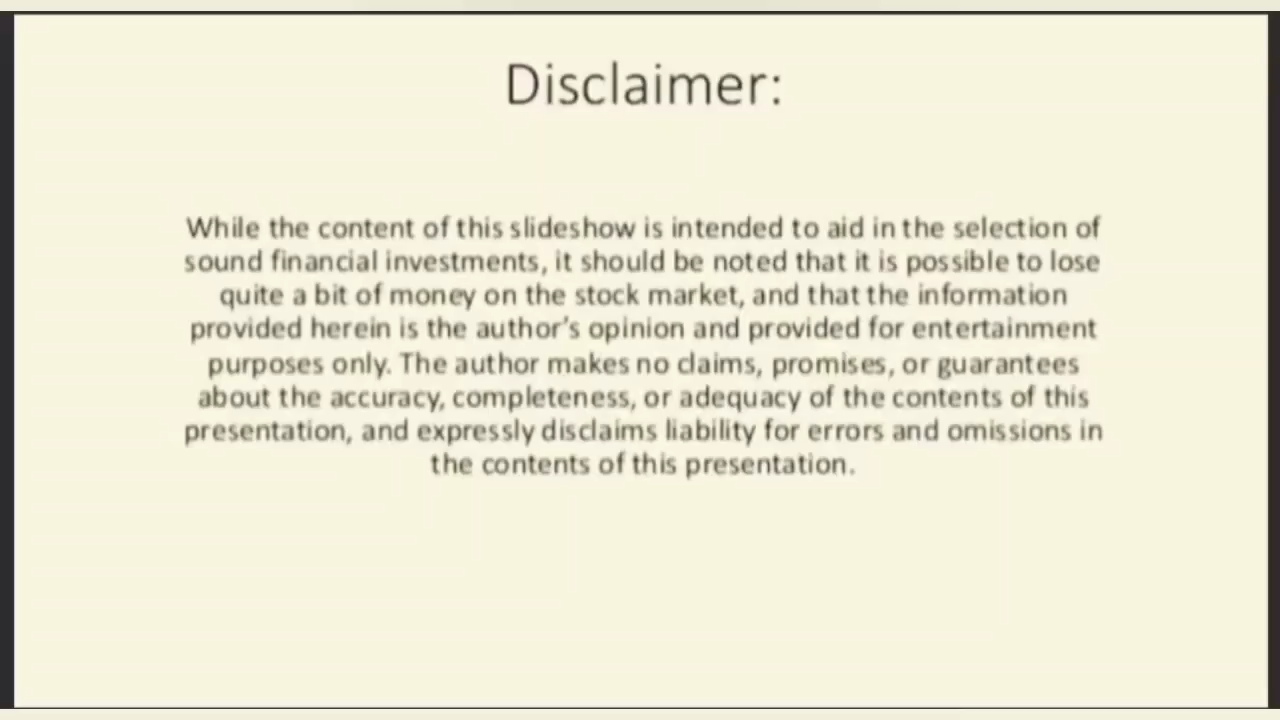 Disclaimer:
While the content of this slideshow is intended to aid in the selection of
sound financial investments, it should be noted that it is possible to lose
quite a bit of money on the stock market, and that the information
provided herein is the author's opinion and provided for entertainment
purposes only. The author makes no claims, promises, or guarantees
about the accuracy, completeness, or adequacy of the contents of this
presentation, and expressly disclaims liability for errors and omissions in
the contents of this presentation.